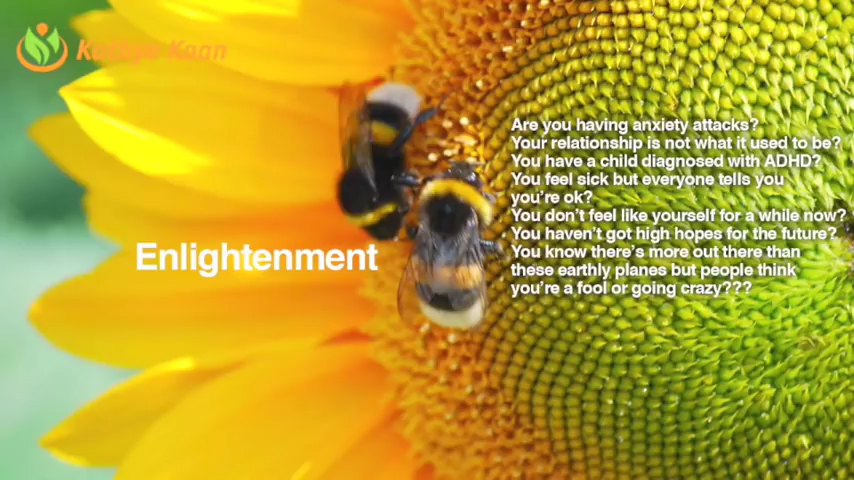 Are you having anxiety attacks?
Your relationship is not what it used to be?
You have a child diagnosed with ADHD?
You feel sick but everyone tells you
you're ok?
You don't feel like yourself for a while now?
You haven't got high hopes for the future?
You know there's more out there than
these earthly planes but people think
you're a fool or going crazy???
Enlightenment